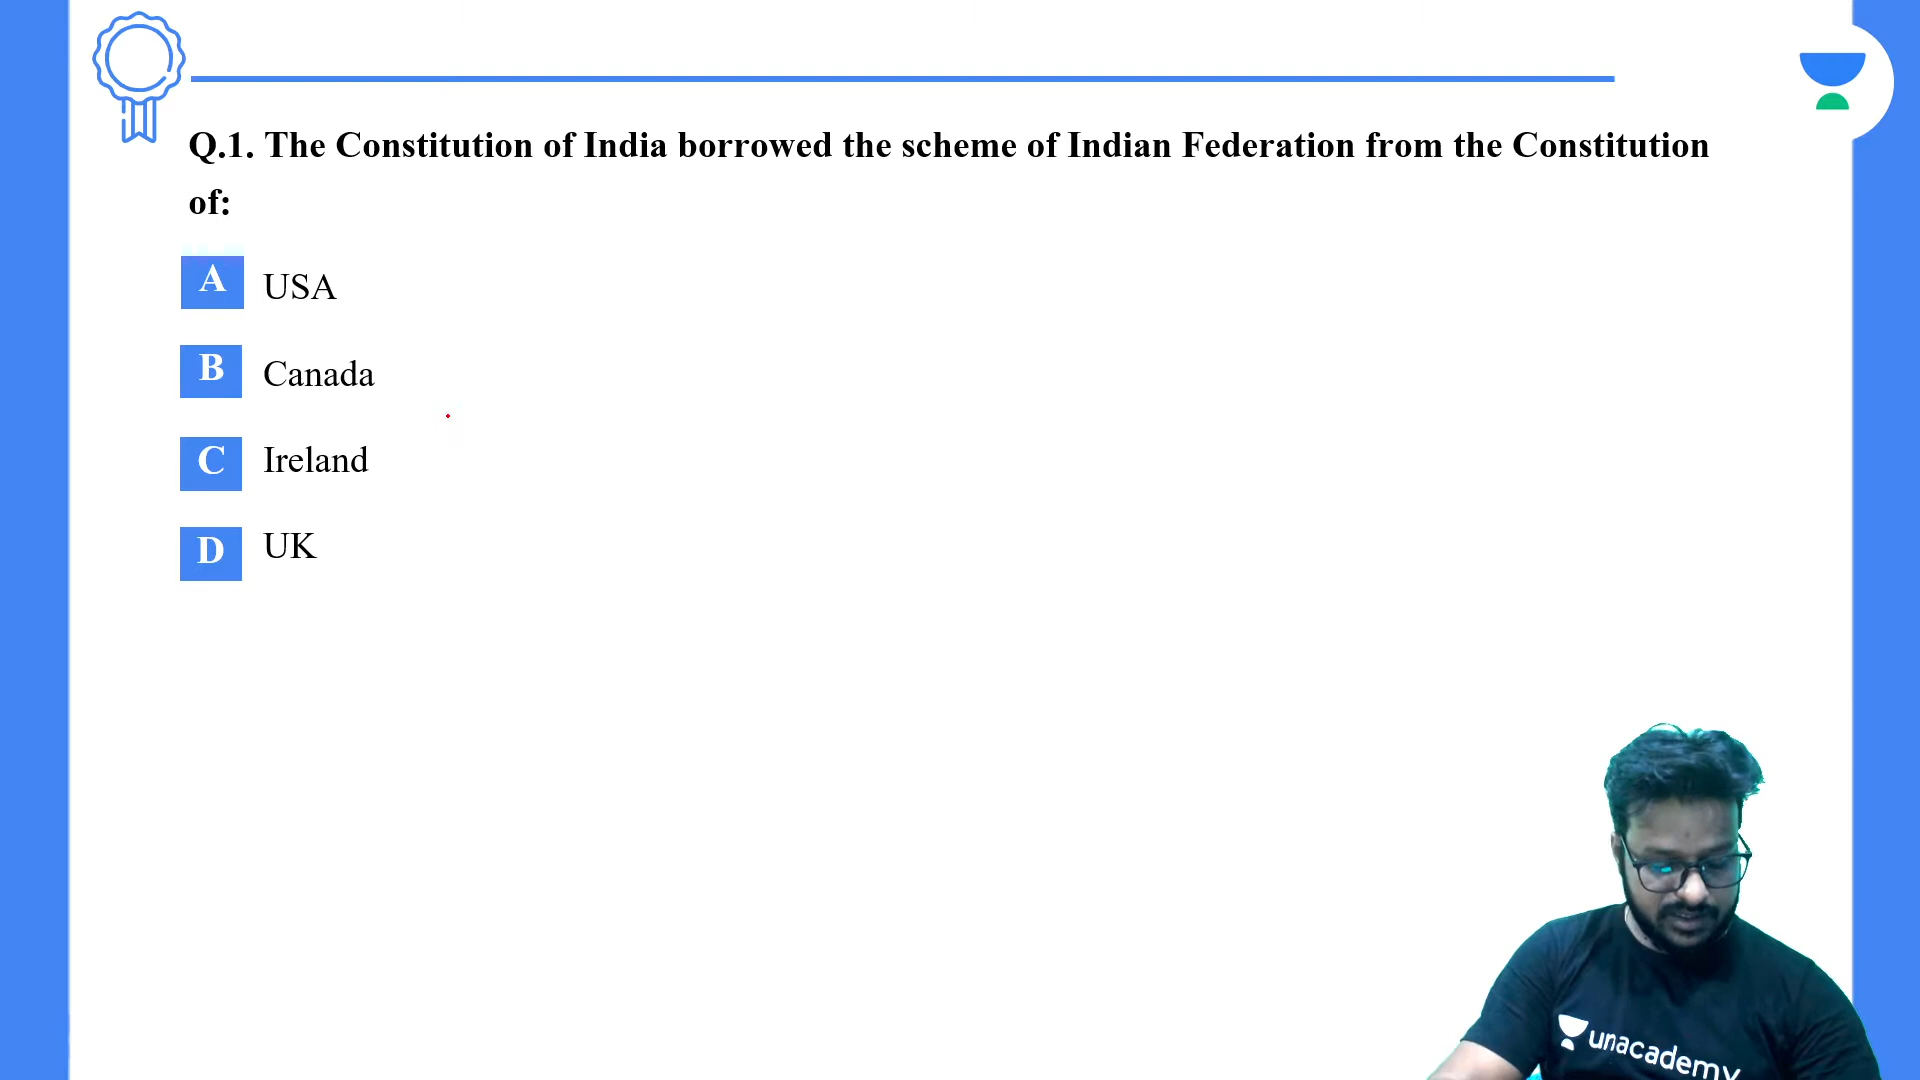 Q.1. The Constitution of India borrowed the scheme of Indian Federation from the Constitution
of:
A USA
B Canada
C Ireland
D UK
unacademy